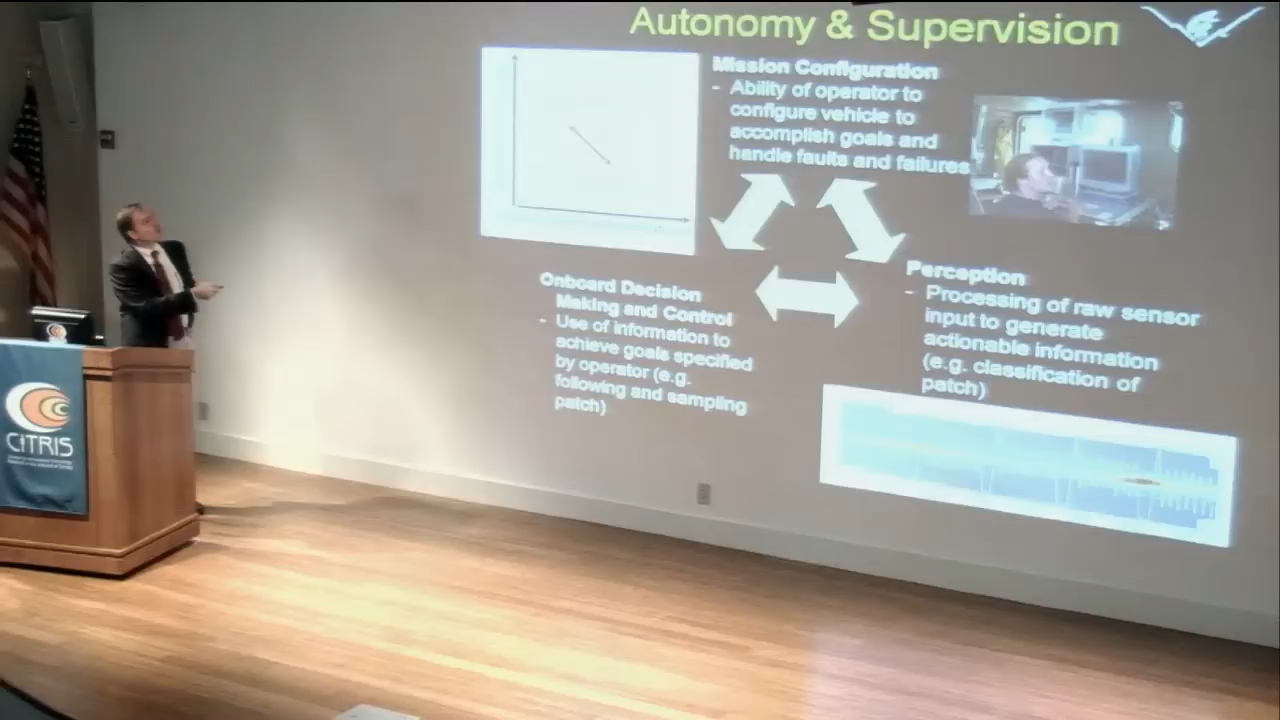 Autonomy & Supervision
Mission Configuration
- Ability of operator to
configure vehicle to
accomplish goals and
handle faults and failures
Onboard Decision
Making and Control
- Use of information to
achieve goals specified
by operator (e.g.
following and sampling
patch)
Perception
- Processing of raw sensor
input to generate
actionable information
(e.g. classification of
patch)
CiTRIS